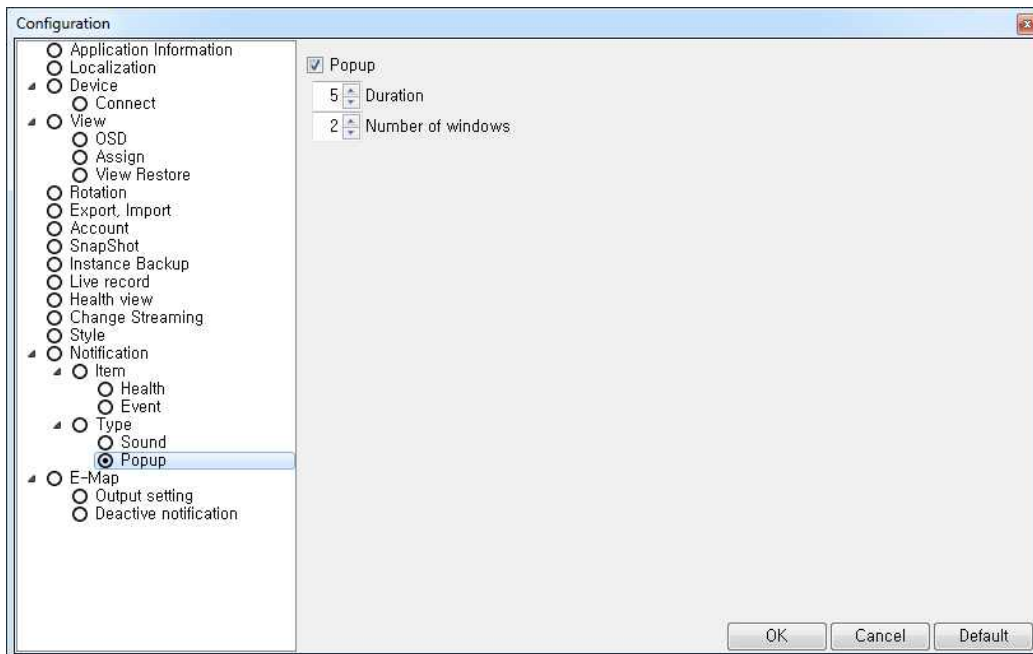 Configuration
Application Information
Localization
Device
Connect
View
OSD
Assign
View Restore
Rotation
Export, Import
Account
SnapShot
Instance Backup
Live record
Health view
Change Streaming
Style
Notification
Item
Health
Event
Type
Sound
Popup
E-Map
Output setting
Deactive notification
Popup
5 Duration
2 Number of windows
OK Cancel Default